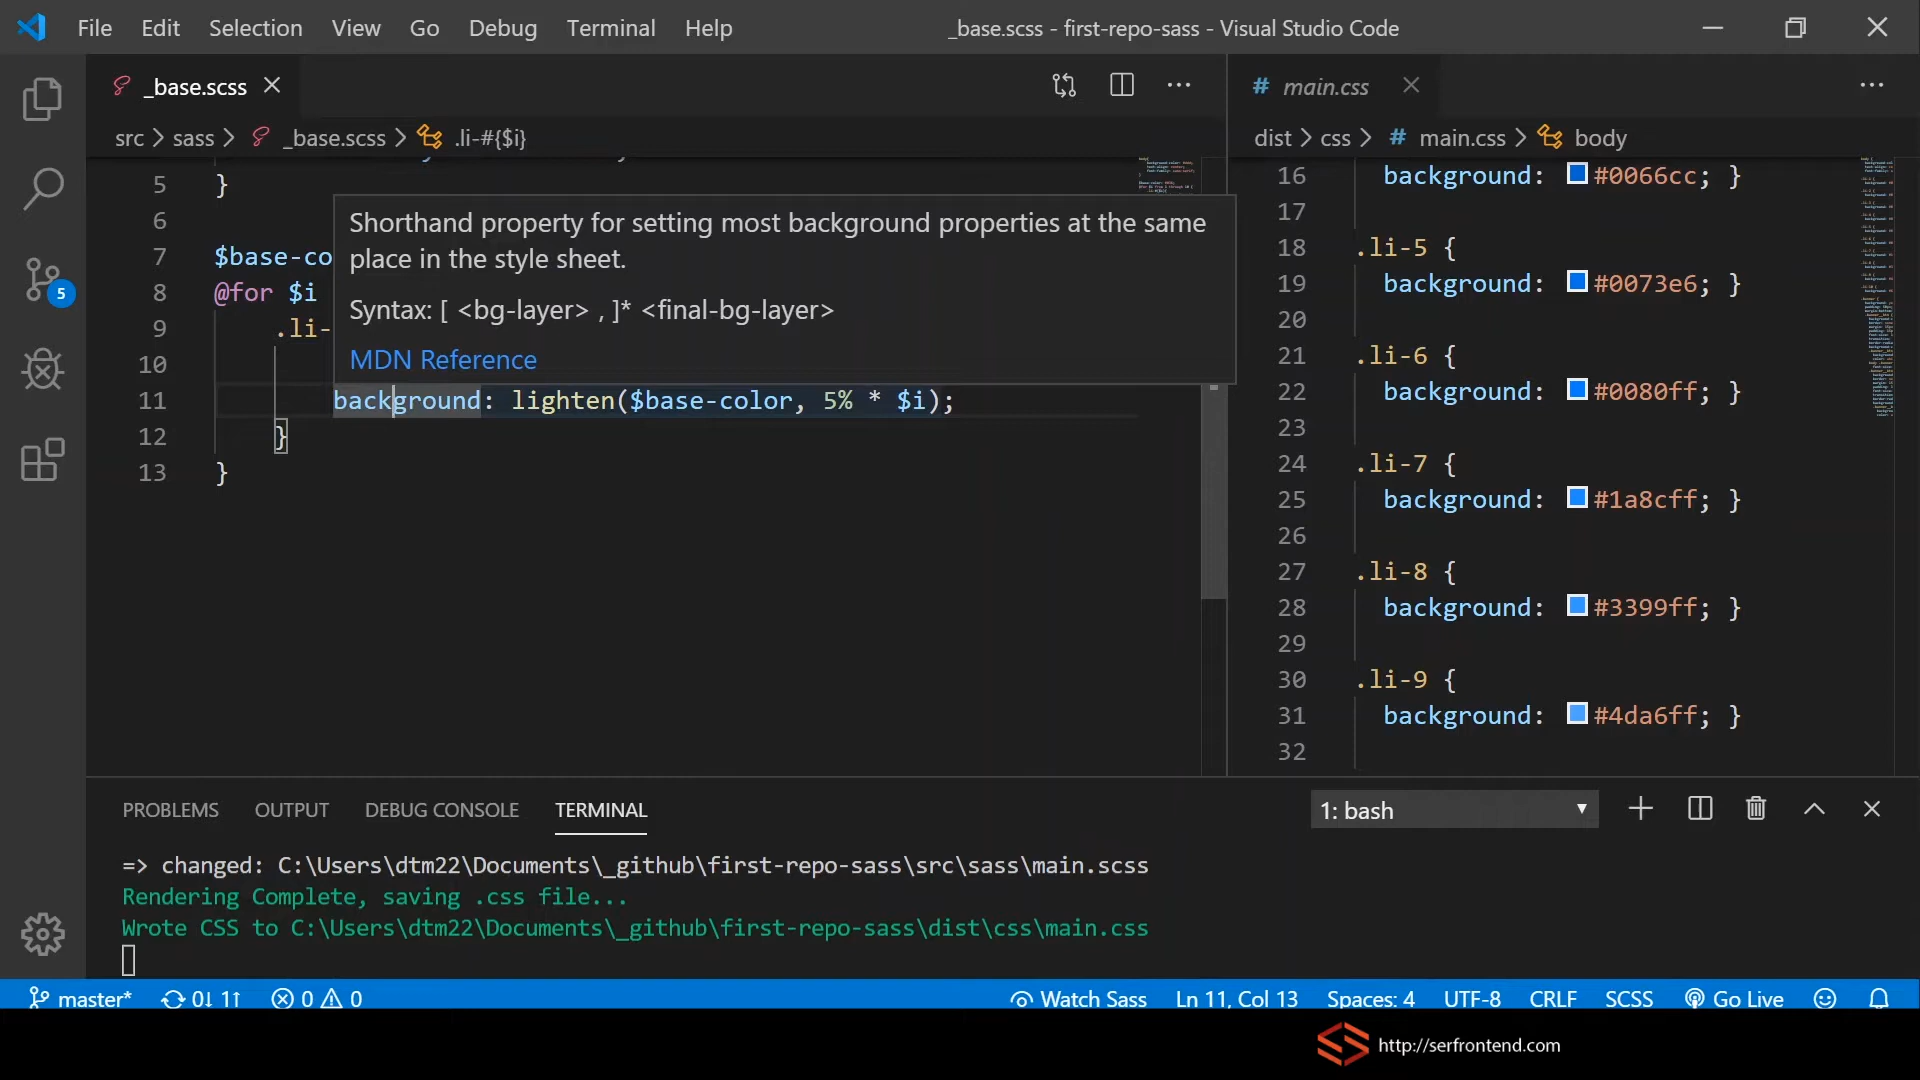 File Edit Selection View Go Debug Terminal Help
_base.scss - first-repo-sass - Visual Studio Code
_base.scss
src > sass > _base.scss > .li-#{$i}
5 }
6
7 $base-co
8 @for $i
9 .li-
10
11 background: lighten($base-color, 5% * $i);
12 }
13 }
Shorthand property for setting most background properties at the same
place in the style sheet.
Syntax: [ <bg-layer> , ]* <final-bg-layer>
MDN Reference
# main.css
dist > css > # main.css > body
16 background: #0066cc; }
17
18 .li-5 {
19 background: #0073e6; }
20
21 .li-6 {
22 background: #0080ff; }
23
24 .li-7 {
25 background: #1a8cff; }
26
27 .li-8 {
28 background: #3399ff; }
29
30 .li-9 {
31 background: #4da6ff; }
32
5
PROBLEMS OUTPUT DEBUG CONSOLE TERMINAL
1: bash
=> changed: C:\Users\dtm22\Documents\_github\first-repo-sass\src\sass\main.scss
Rendering Complete, saving .css file...
Wrote CSS to C:\Users\dtm22\Documents\_github\first-repo-sass\dist\css\main.css
master* 0↓ 1↑ 0 0
Watch Sass Ln 11, Col 13 Spaces: 4 UTF-8 CRLF SCSS Go Live
http://serfrontend.com